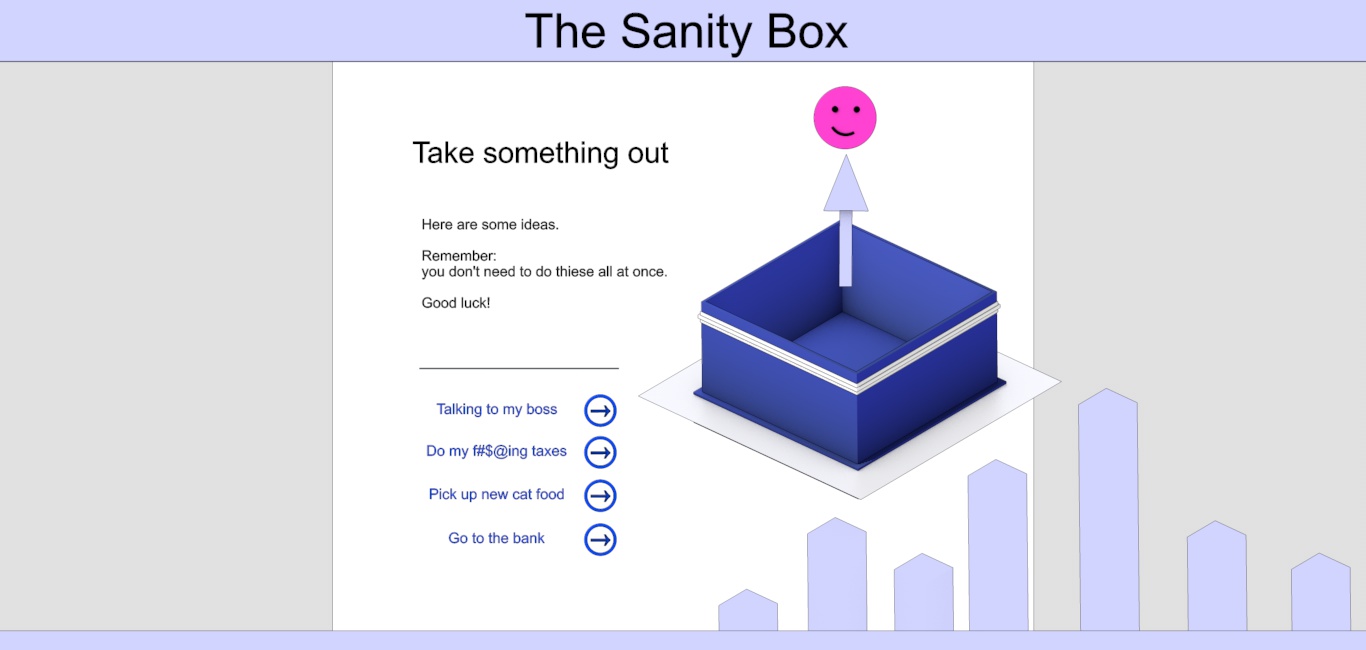 The Sanity Box
Take something out
Here are some ideas.
Remember:
you don't need to do thiese all at once.
Good luck!
Talking to my boss
Do my f#$@ing taxes
Pick up new cat food
Go to the bank